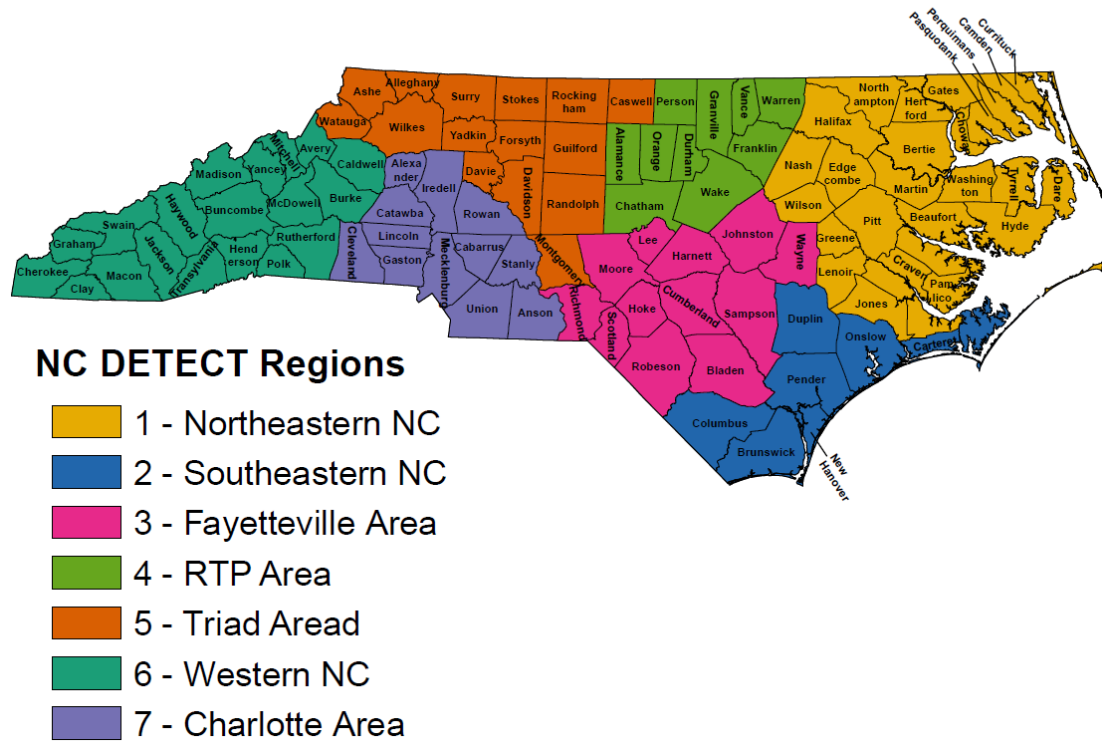 Currituck
Camden
Perquimans
Pasquotank
Ashe
Alleghany
Surry
Stokes
Rocking
ham
Caswell
Person
Granville
Vance
Warren
North
ampton
Hert
ford
Gates
Chowan
Watauga
Wilkes
Yadkin
Forsyth
Guilford
Alamance
Orange
Durham
Franklin
Halifax
Bertie
Avery
Mitchell
Caldwell
Alexa
nder
Iredell
Davie
Davidson
Randolph
Chatham
Wake
Nash
Edge
combe
Martin
Washing
ton
Tyrrell
Dare
Madison
Yancey
McDowell
Burke
Catawba
Rowan
Wilson
Pitt
Beaufort
Hyde
Haywood
Buncombe
Swain
Graham
Cherokee
Clay
Macon
Jackson
Transylvania
Hend
erson
Rutherford
Polk
Cleveland
Lincoln
Gaston
Mecklenburg
Cabarrus
Stanly
Union
Anson
Montgomery
Moore
Lee
Harnett
Johnston
Wayne
Greene
Lenoir
Craven
Pam
lico
Jones
Richmond
Scotland
Hoke
Cumberland
Sampson
Duplin
Onslow
Carteret
Robeson
Bladen
Pender
Columbus
Brunswick
New
Hanover
NC DETECT Regions
1 - Northeastern NC
2 - Southeastern NC
3 - Fayetteville Area
4 - RTP Area
5 - Triad Aread
6 - Western NC
7 - Charlotte Area